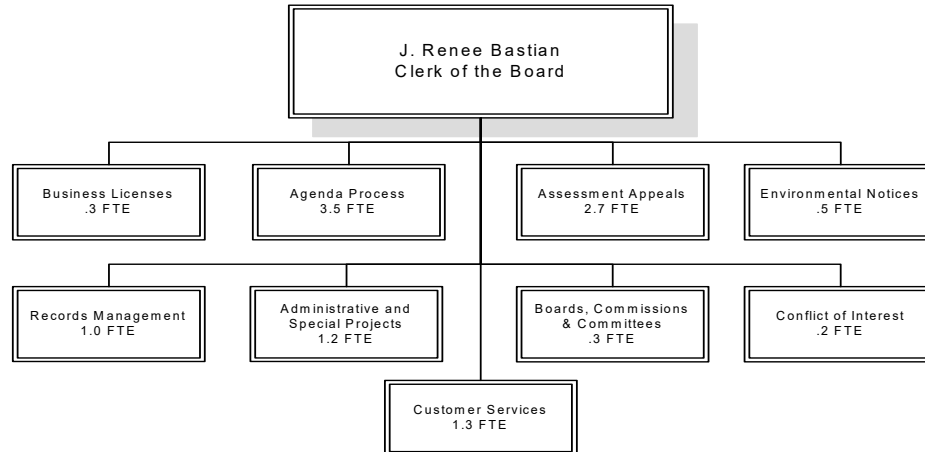 J. Renee Bastian
Clerk of the Board
Business Licenses
.3 FTE
Agenda Process
3.5 FTE
Assessment Appeals
2.7 FTE
Environmental Notices
.5 FTE
Records Management
1.0 FTE
Administrative and
Special Projects
1.2 FTE
Boards, Commissions
& Committees
.3 FTE
Conflict of Interest
.2 FTE
Customer Services
1.3 FTE